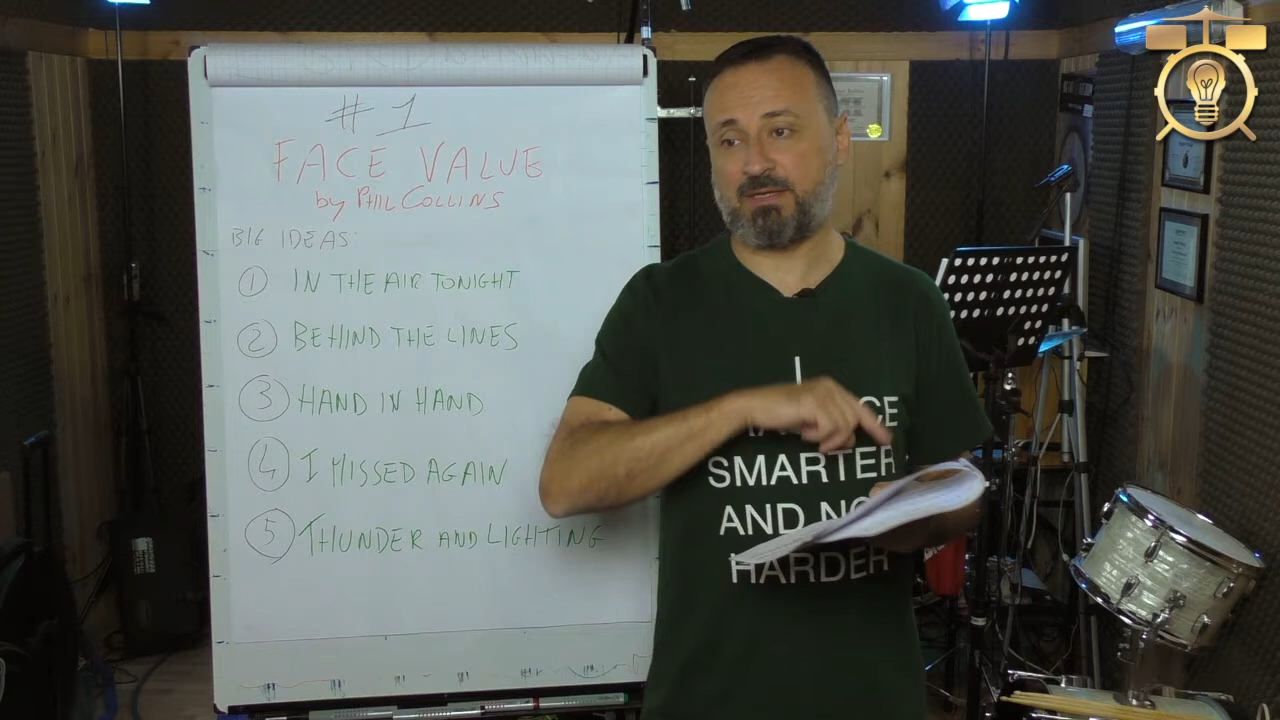 #1
FACE VALUE
by PHIL COLLINS
BIG IDEAS:
1 IN THE AIR TONIGHT
2 BEHIND THE LINES
3 HAND IN HAND
4 I MISSED AGAIN
5 THUNDER AND LIGHTING
I
SMARTER
AND
HARDER